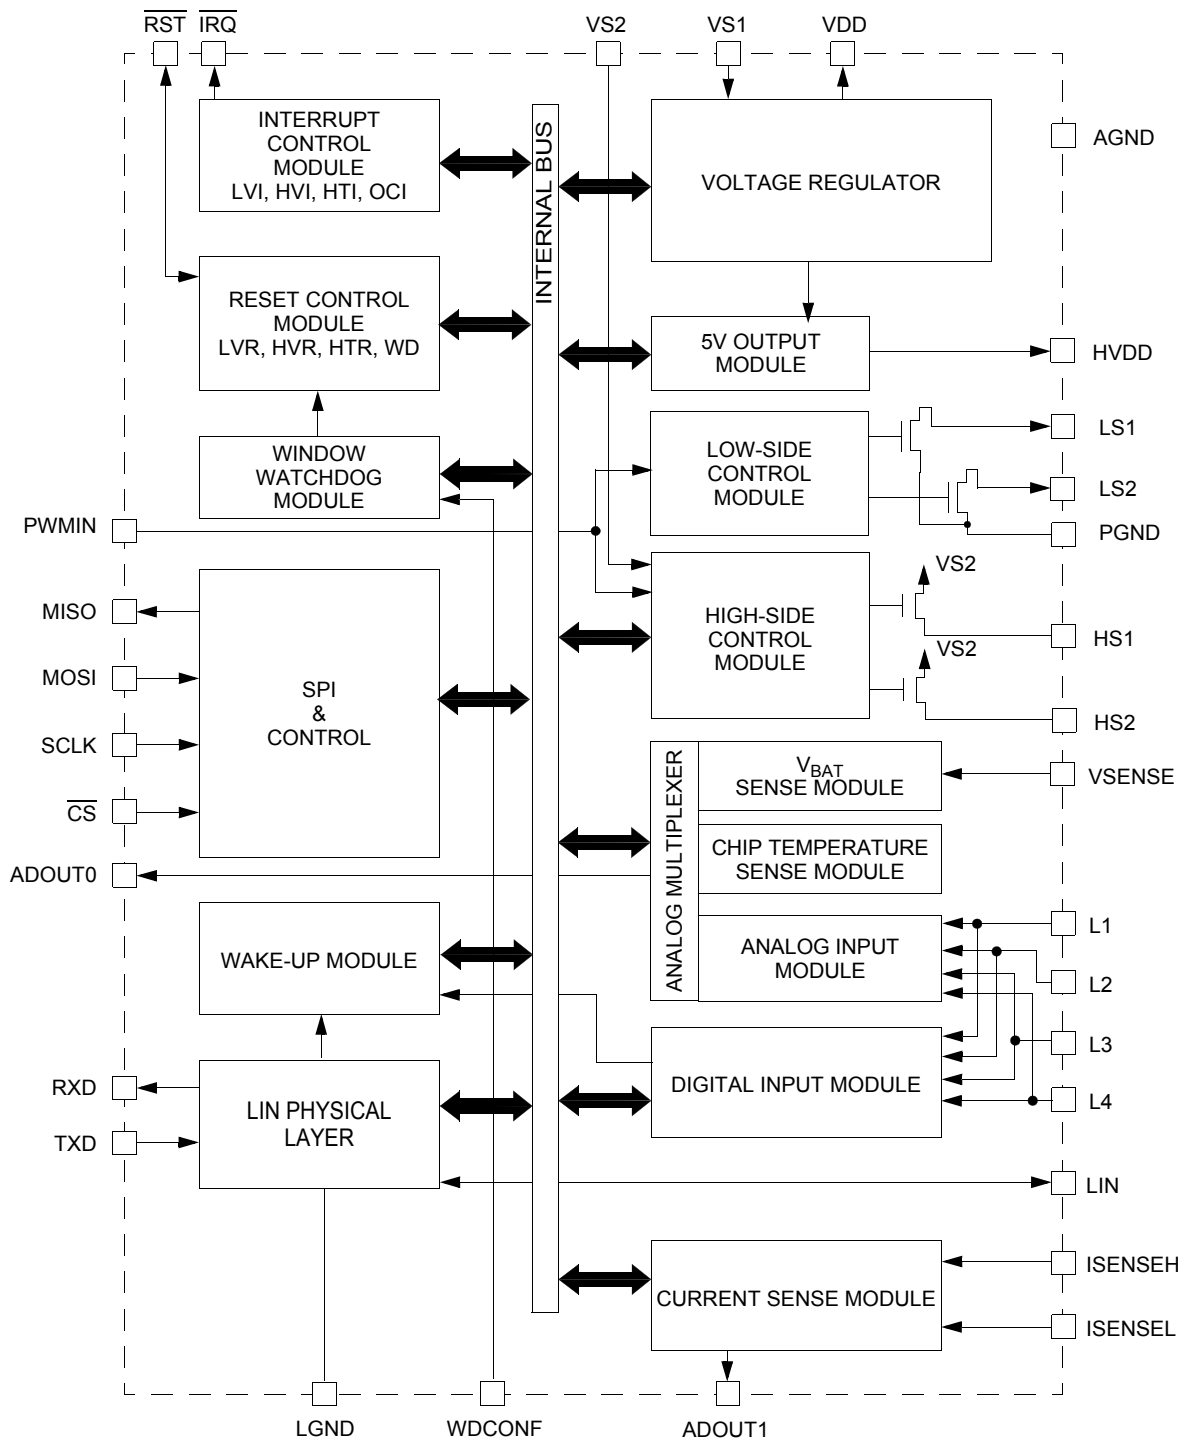 RST
IRQ
VS2
VS1
VDD
INTERRUPT
CONTROL
MODULE
LVI, HVI, HTI, OCI
INTERNAL BUS
VOLTAGE REGULATOR
AGND
RESET CONTROL
MODULE
LVR, HVR, HTR, WD
5V OUTPUT
MODULE
HVDD
WINDOW
WATCHDOG
MODULE
LOW-SIDE
CONTROL
MODULE
LS1
LS2
PGND
PWMIN
MISO
MOSI
SCLK
CS
ADOUT0
SPI
&
CONTROL
HIGH-SIDE
CONTROL
MODULE
VS2
HS1
VS2
HS2
ANALOG MULTIPLEXER
VBAT
SENSE MODULE
VSENSE
CHIP TEMPERATURE
SENSE MODULE
WAKE-UP MODULE
ANALOG INPUT
MODULE
L1
L2
L3
L4
DIGITAL INPUT MODULE
RXD
TXD
LIN PHYSICAL
LAYER
LIN
CURRENT SENSE MODULE
ISENSEH
ISENSEL
LGND
WDCONF
ADOUT1